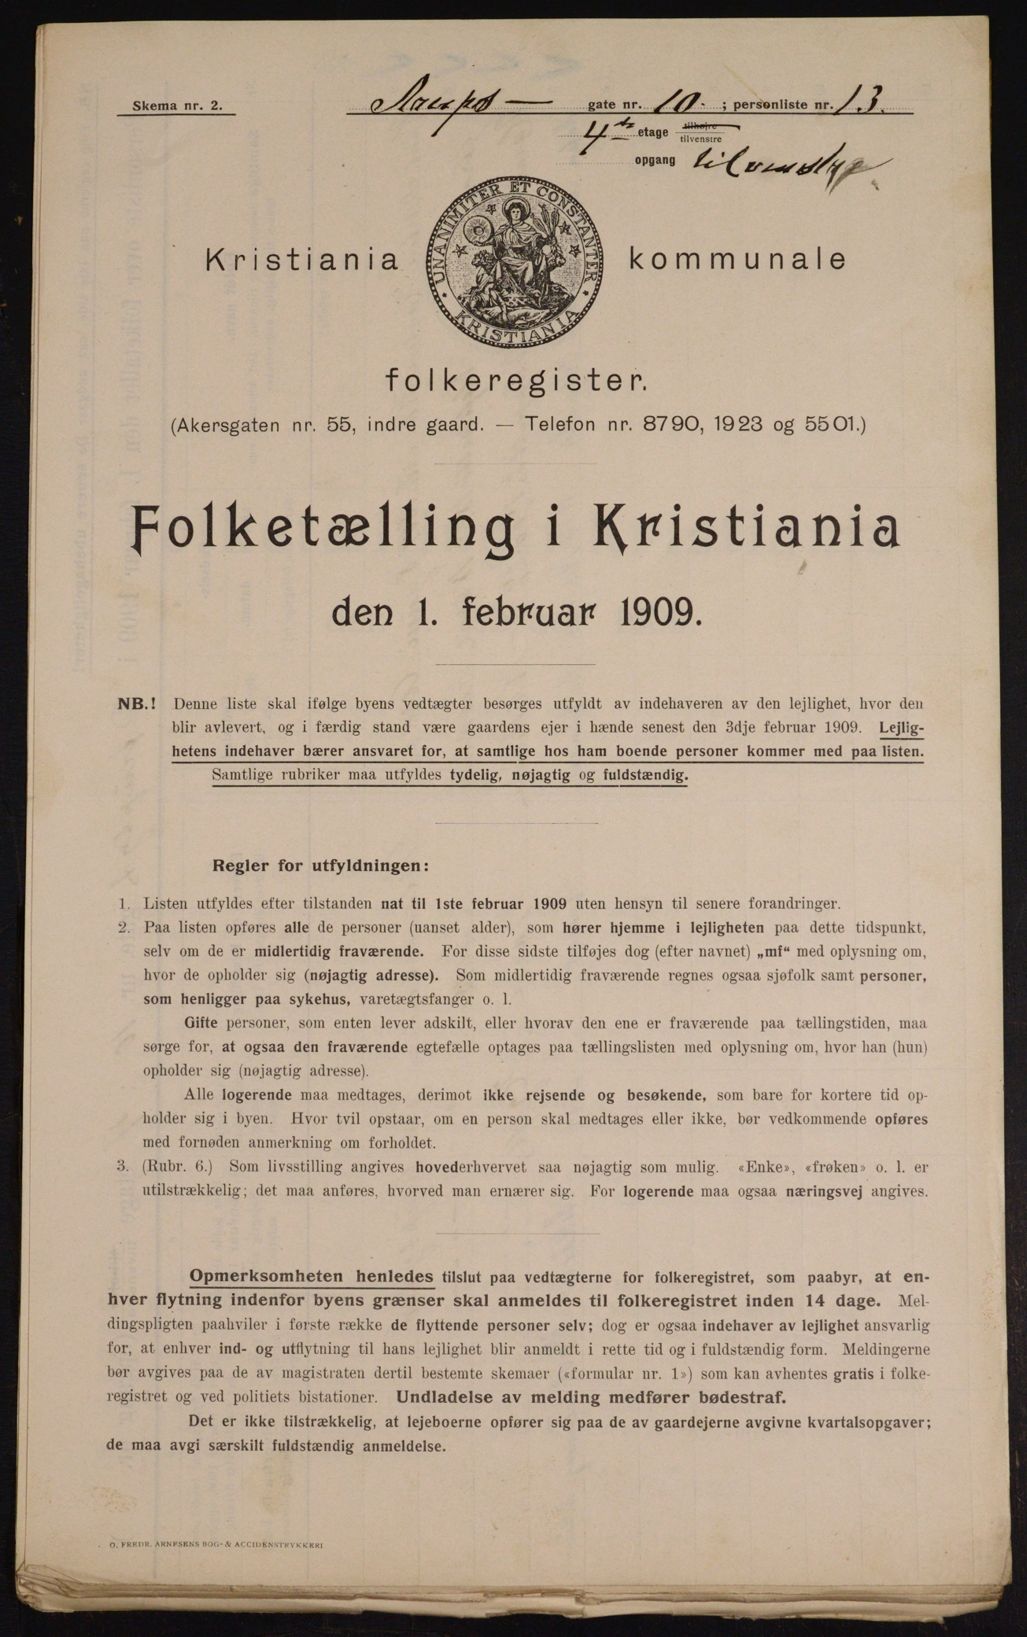 Skema nr. 2.
gate nr. 10. ; personliste nr. 13.
4de etage tilhøjre
tilvenstre
opgang tilvenstre
UNANIMITER ET CONSTANTER
KRISTIANIA
Kristiania kommunale
folkeregister.
(Akersgaten nr. 55, indre gaard. — Telefon nr. 8790, 1923 og 5501.)
Folketælling i Kristiania
den 1. februar 1909.
NB.! Denne liste skal ifølge byens vedtægter besørges utfyldt av indehaveren av den lejlighet, hvor den
blir avlevert, og i færdig stand være gaardens ejer i hænde senest den 3dje februar 1909. Lejlig-
hetens indehaver bærer ansvaret for, at samtlige hos ham boende personer kommer med paa listen.
Samtlige rubriker maa utfyldes tydelig, nøjagtig og fuldstændig.
Regler for utfyldningen:
1. Listen utfyldes efter tilstanden nat til 1ste februar 1909 uten hensyn til senere forandringer.
2. Paa listen opføres alle de personer (uanset alder), som hører hjemme i lejligheten paa dette tidspunkt,
selv om de er midlertidig fraværende. For disse sidste tilføjes dog (efter navnet) „mf“ med oplysning om,
hvor de opholder sig (nøjagtig adresse). Som midlertidig fraværende regnes ogsaa sjøfolk samt personer,
som henligger paa sykehus, varetægtsfanger o. l.
Gifte personer, som enten lever adskilt, eller hvorav den ene er fraværende paa tællingstiden, maa
sørge for, at ogsaa den fraværende egtefælle optages paa tællingslisten med oplysning om, hvor han (hun)
opholder sig (nøjagtig adresse).
Alle logerende maa medtages, derimot ikke rejsende og besøkende, som bare for kortere tid op-
holder sig i byen. Hvor tvil opstaar, om en person skal medtages eller ikke, bør vedkommende opføres
med fornøden anmerkning om forholdet.
3. (Rubr. 6.) Som livsstilling angives hovederhvervet saa nøjagtig som mulig. «Enke», «frøken» o. l. er
utilstrækkelig; det maa anføres, hvorved man ernærer sig. For logerende maa ogsaa næringsvej angives.
Opmerksomheten henledes tilslut paa vedtægterne for folkeregistret, som paabyr, at en-
hver flytning indenfor byens grænser skal anmeldes til folkeregistret inden 14 dage. Mel-
dingspligten paahviler i første række de flyttende personer selv; dog er ogsaa indehaver av lejlighet ansvarlig
for, at enhver ind- og utflytning til hans lejlighet blir anmeldt i rette tid og i fuldstændig form. Meldingerne
bør avgives paa de av magistraten dertil bestemte skemaer («formular nr. 1») som kan avhentes gratis i folke-
registret og ved politiets bistationer. Undladelse av melding medfører bødestraf.
Det er ikke tilstrækkelig, at lejeboerne opfører sig paa de av gaardejerne avgivne kvartalsopgaver;
de maa avgi særskilt fuldstændig anmeldelse.
O. FREDR. ARNESENS BOG- & ACCIDENSTRYKKERI